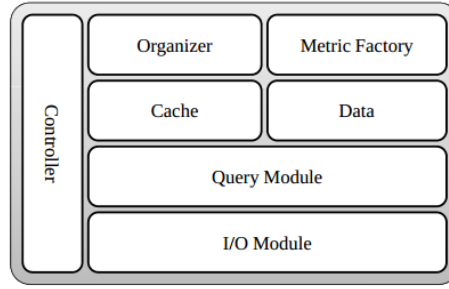 Controller
Organizer
Metric Factory
Cache
Data
Query Module
I/O Module